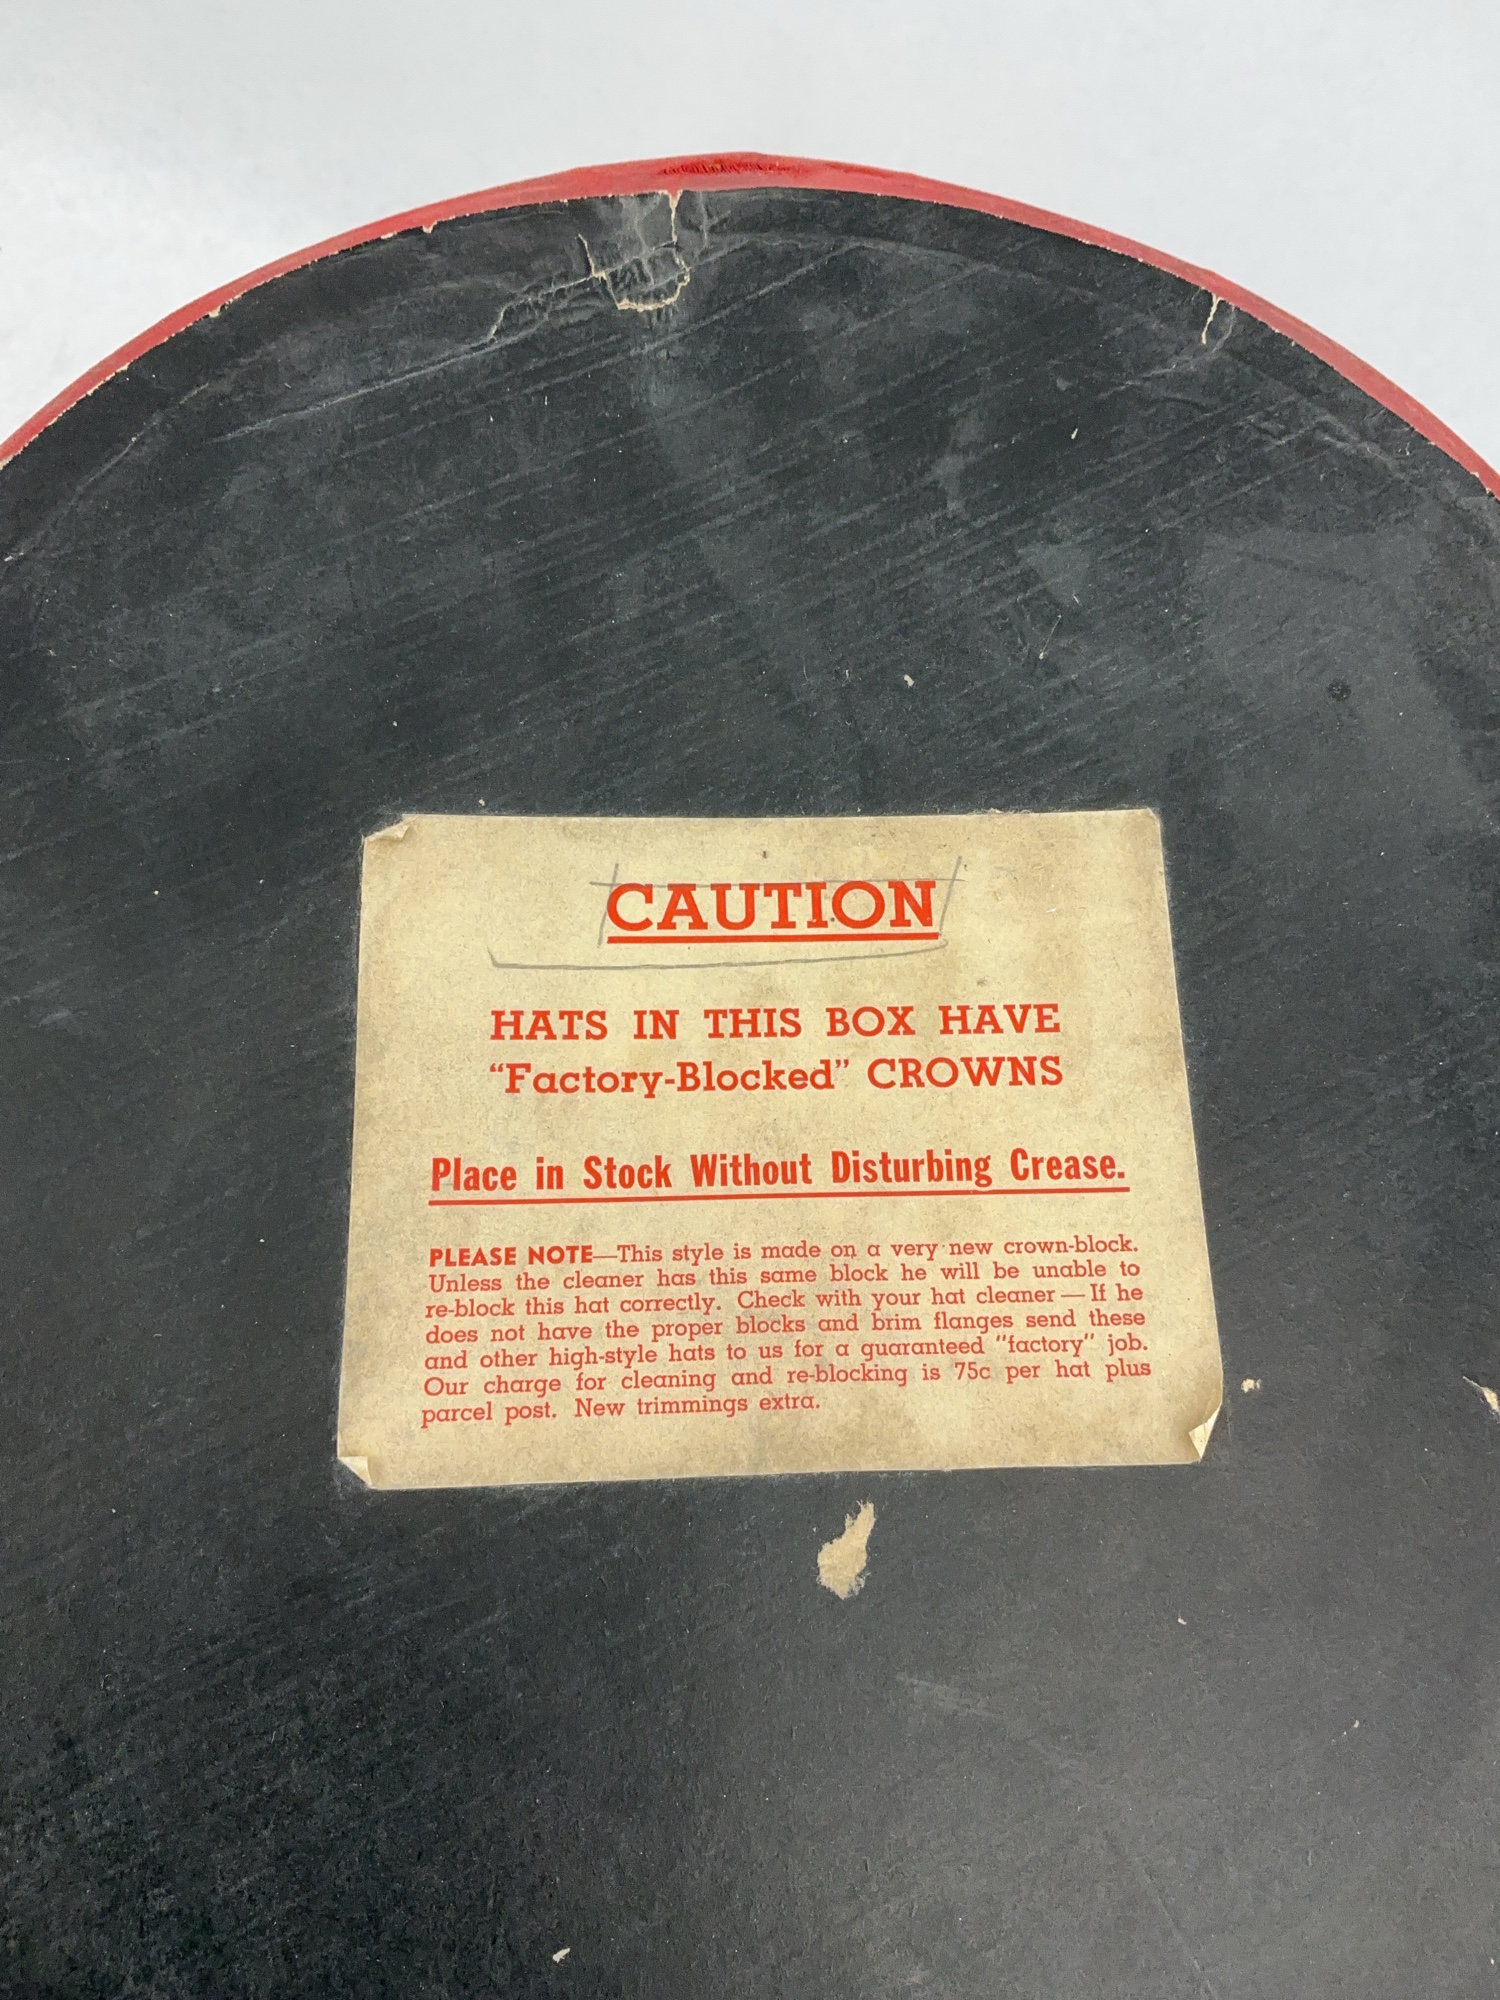 CAUTION
HATS IN THIS BOX HAVE
“Factory-Blocked” CROWNS
Place in Stock Without Disturbing Crease.
PLEASE NOTE—This style is made on a very new crown-block.
Unless the cleaner has this same block he will be unable to
re-block this hat correctly. Check with your hat cleaner — If he
does not have the proper blocks and brim flanges send these
and other high-style hats to us for a guaranteed "factory" job.
Our charge for cleaning and re-blocking is 75c per hat plus
parcel post. New trimmings extra.